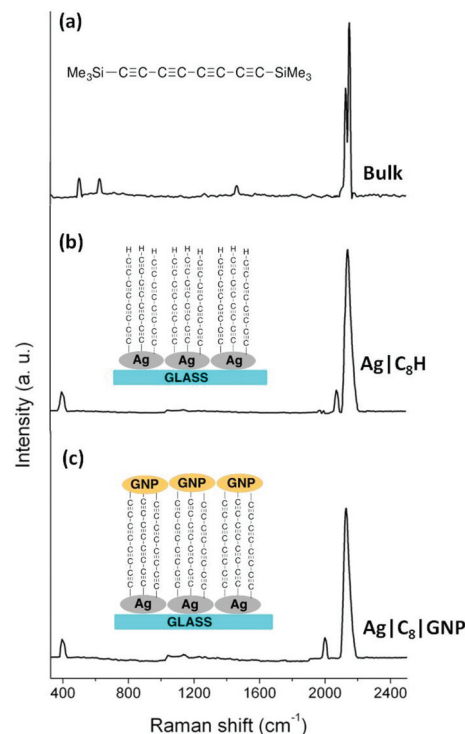 (a)
Me₃Si—C≡C—C≡C—C≡C—C≡C—SiMe₃
Bulk
(b)
H H H H H H H H H
C≡C–C≡C–C≡C–C≡C
Ag Ag Ag
GLASS
Ag|C₈H
(c)
GNP GNP GNP
C≡C–C≡C–C≡C–C≡C
Ag Ag Ag
GLASS
Ag|C₈|GNP
Intensity (a. u.)
400 800 1200 1600 2000 2400
Raman shift (cm⁻¹)